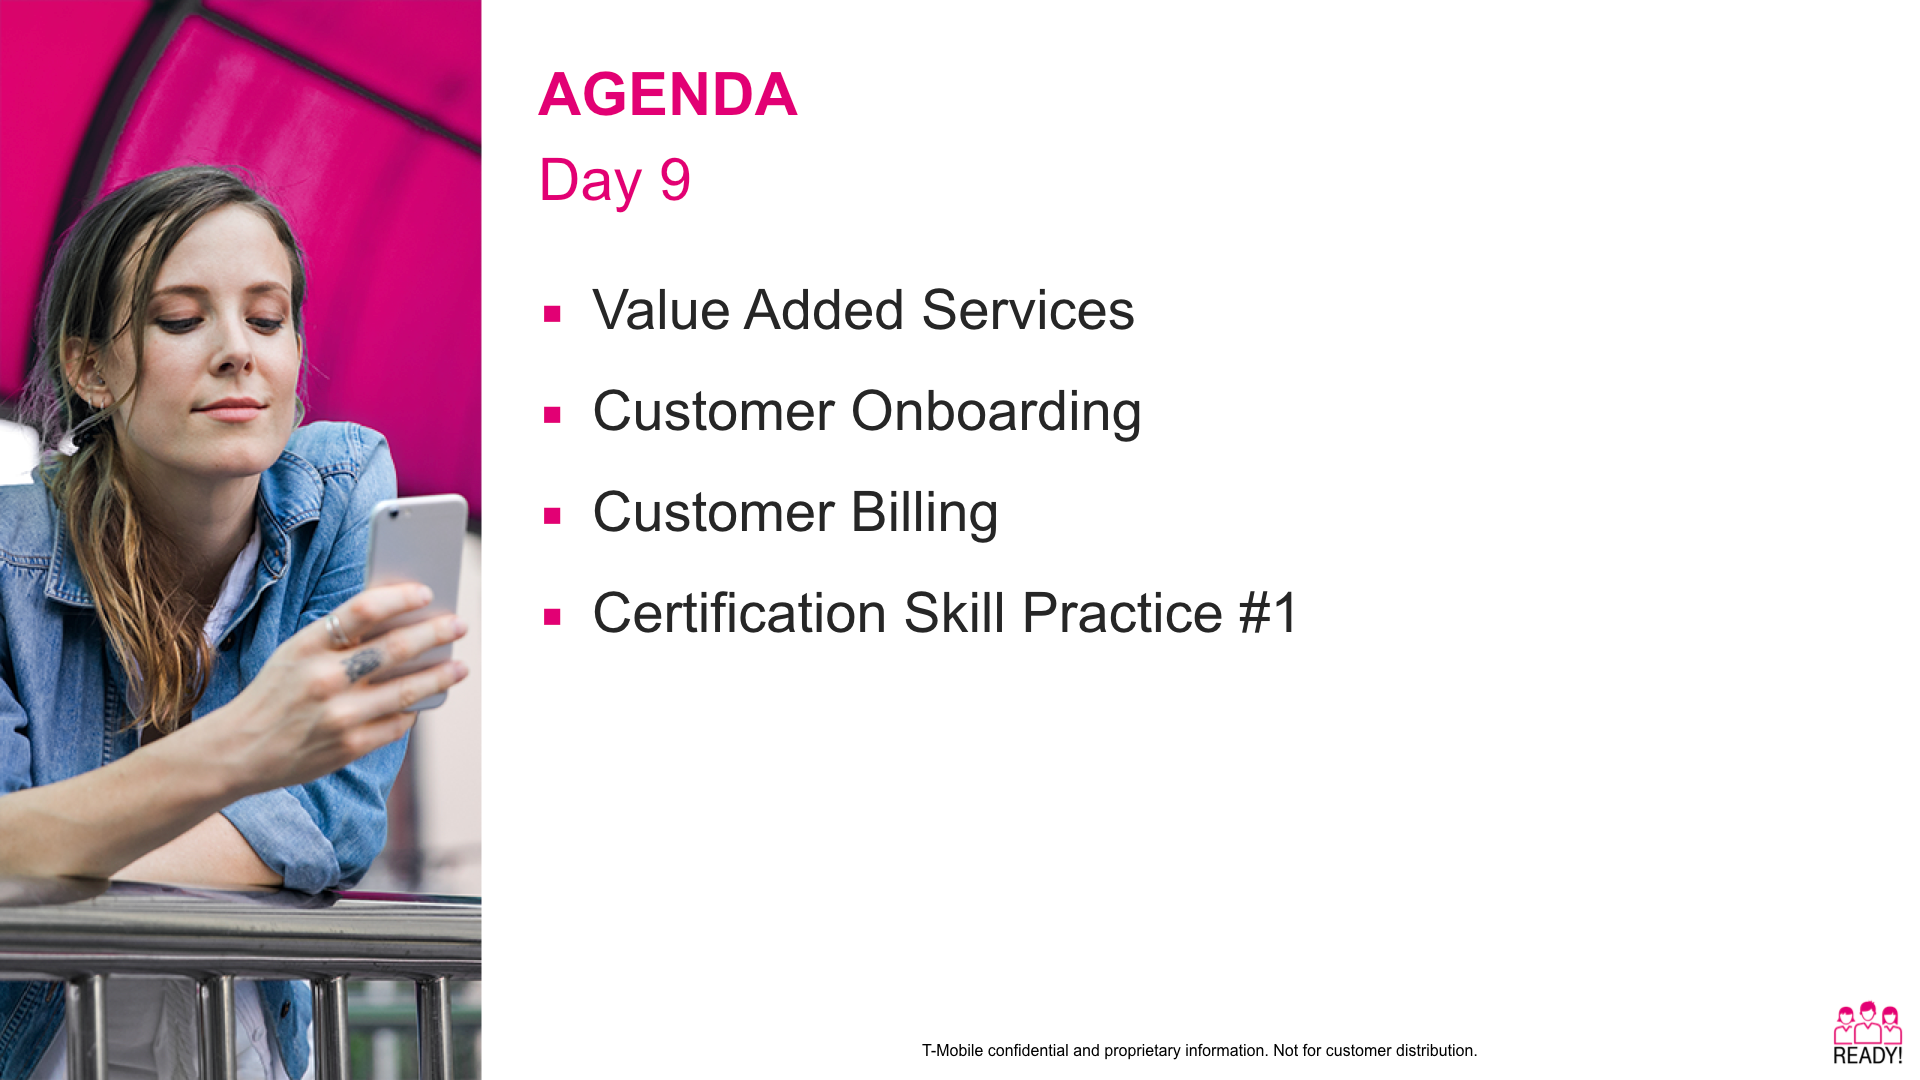 AGENDA
Day 9
Value Added Services
Customer Onboarding
Customer Billing
Certification Skill Practice #1
T-Mobile confidential and proprietary information. Not for customer distribution.
READY!